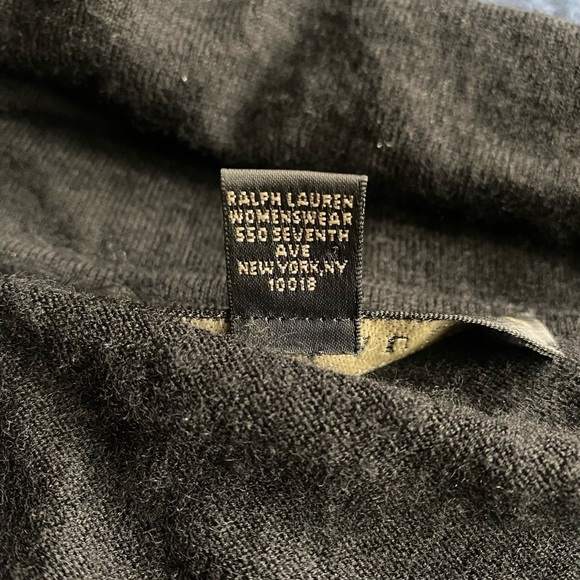 RALPH LAUREN
WOMENSWEAR
550 SEVENTH
AVE
NEW YORK,NY
10018